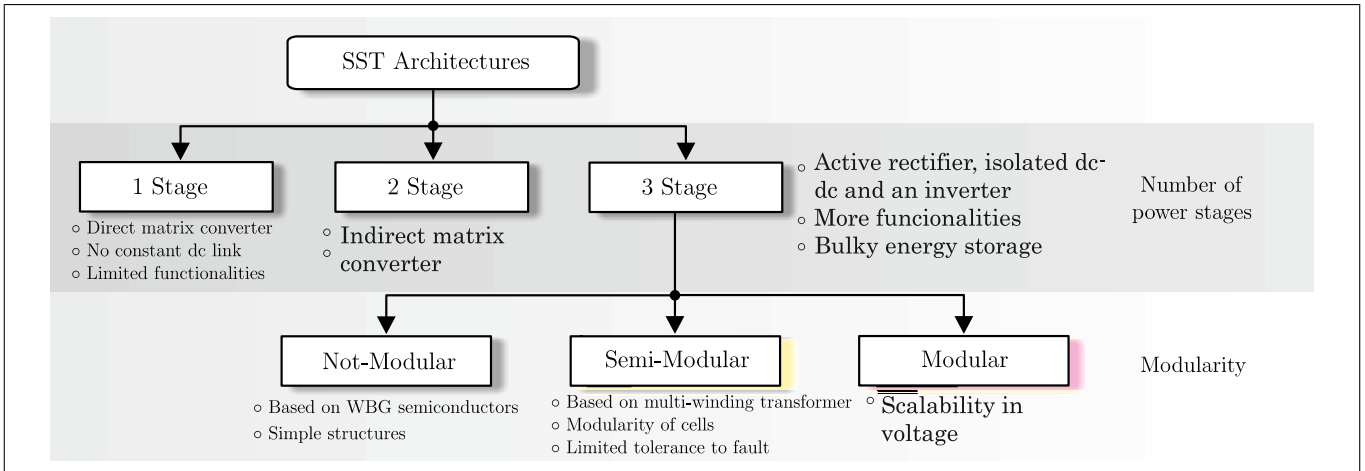 SST Architectures
1 Stage
◦ Direct matrix converter
◦ No constant dc link
◦ Limited functionalities
2 Stage
◦ Indirect matrix
◦ converter
3 Stage
◦ Active rectifier, isolated dc-
dc and an inverter
◦ More funcionalities
◦ Bulky energy storage
Number of
power stages
Not-Modular
◦ Based on WBG semiconductors
◦ Simple structures
Semi-Modular
◦ Based on multi-winding transformer
◦ Modularity of cells
◦ Limited tolerance to fault
Modular
◦ Scalability in
voltage
Modularity